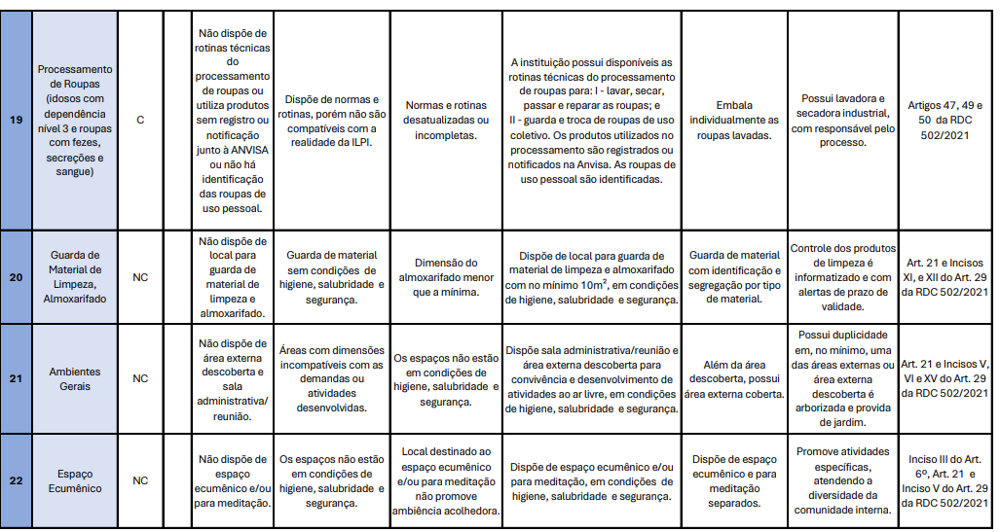 19
Processamento
de Roupas
(idosos com
dependência
nível 3 e roupas
com fezes,
secreções e
sangue)
C
Não dispõe de
rotinas técnicas
do
processamento
de roupas ou
utiliza produtos
sem registro ou
notificação
junto à ANVISA
ou não há
identificação
das roupas de
uso pessoal.
Dispõe de normas e
rotinas, porém não são
compatíveis com a
realidade da ILPI.
Normas e rotinas
desatualizadas ou
incompletas.
A instituição possui disponíveis as
rotinas técnicas do processamento
de roupas para: I - lavar, secar,
passar e reparar as roupas; e
II - guarda e troca de roupas de uso
coletivo. Os produtos utilizados no
processamento são registrados ou
notificados na Anvisa. As roupas de
uso pessoal são identificadas.
Embala
individualmente as
roupas lavadas.
Possui lavadora e
secadora industrial,
com responsável pelo
processo.
Artigos 47, 49 e
50 da RDC
502/2021
20
Guarda de
Material de
Limpeza,
Almoxarifado
NC
Não dispõe de
local para
guarda de
material de
limpeza e
almoxarifado.
Guarda de material
sem condições de
higiene, salubridade e
segurança.
Dimensão do
almoxarifado menor
que a mínima.
Dispõe de local para guarda de
material de limpeza e almoxarifado
com no mínimo 10m², em condições
de higiene, salubridade e segurança.
Guarda de material
com identificação e
segregação por tipo
de material.
Controle dos produtos
de limpeza é
informatizado e com
alertas de prazo de
validade.
Art. 21 e Incisos
XI, e XII do Art. 29
da RDC 502/2021
21
Ambientes
Gerais
NC
Não dispõe de
área externa
descoberta e
sala
administrativa/
reunião.
Áreas com dimensões
incompatíveis com as
demandas ou
atividades
desenvolvidas.
Os espaços não estão
em condições de
higiene, salubridade e
segurança.
Dispõe sala administrativa/reunião e
área externa descoberta para
convivência e desenvolvimento de
atividades ao ar livre, em condições
de higiene, salubridade e segurança.
Além da área
descoberta, possui
área externa coberta.
Possui duplicidade
em, no mínimo, uma
das áreas externas ou
área externa
descoberta é
arborizada e provida
de jardim.
Art. 21 e Incisos V,
VI e XV do Art. 29
da RDC 502/2021
22
Espaço
Ecumênico
NC
Não dispõe de
espaço
ecumênico e/ou
para meditação.
Os espaços não estão
em condições de
higiene, salubridade e
segurança.
Local destinado ao
espaço ecumênico
e/ou para meditação
não promove
ambiência acolhedora.
Dispõe de espaço ecumênico e/ou
para meditação, em condições de
higiene, salubridade e segurança.
Dispõe de espaço
ecumênico e para
meditação
separados.
Promove atividades
específicas,
atendendo a
diversidade da
comunidade interna.
Inciso III do Art.
6º, Art. 21 e
Inciso V do Art. 29
da RDC 502/2021